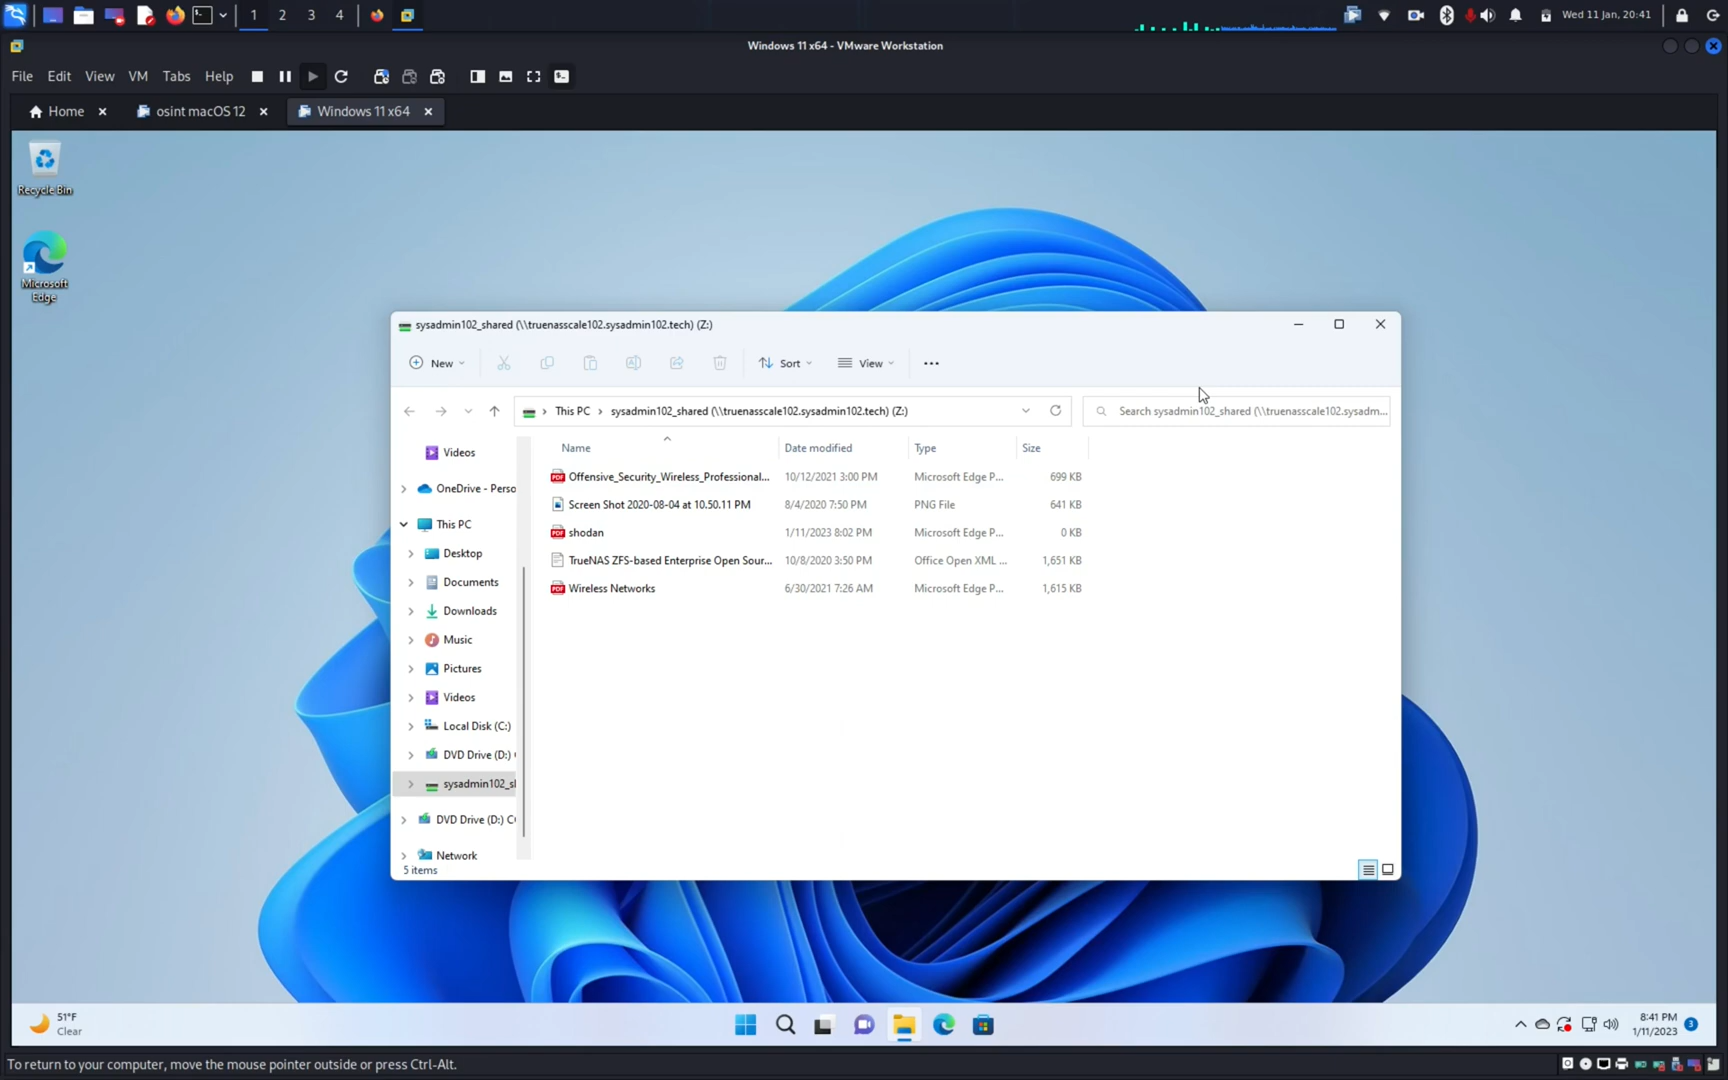 1 2 3 4
Wed 11 Jan, 20:41
Windows 11 x64 - VMware Workstation
File Edit View VM Tabs Help
Home
osint macOS 12
Windows 11 x64
Recycle Bin
Microsoft
Edge
sysadmin102_shared (\\truenasscale102.sysadmin102.tech) (Z:)
New
Sort
View
This PC
sysadmin102_shared (\\truenasscale102.sysadmin102.tech) (Z:)
Search sysadmin102_shared (\\truenasscale102.sysadm...
Name Date modified Type Size
Offensive_Security_Wireless_Professional... 10/12/2021 3:00 PM Microsoft Edge P... 699 KB
Screen Shot 2020-08-04 at 10.50.11 PM 8/4/2020 7:50 PM PNG File 641 KB
shodan 1/11/2023 8:02 PM Microsoft Edge P... 0 KB
TrueNAS ZFS-based Enterprise Open Sour... 10/8/2020 3:50 PM Office Open XML ... 1,651 KB
Wireless Networks 6/30/2021 7:26 AM Microsoft Edge P... 1,615 KB
Videos
OneDrive - Perso
This PC
Desktop
Documents
Downloads
Music
Pictures
Videos
Local Disk (C:)
DVD Drive (D:) (
sysadmin102_sh
DVD Drive (D:) C
Network
5 items
51°F
Clear
8:41 PM
1/11/2023
3
To return to your computer, move the mouse pointer outside or press Ctrl-Alt.